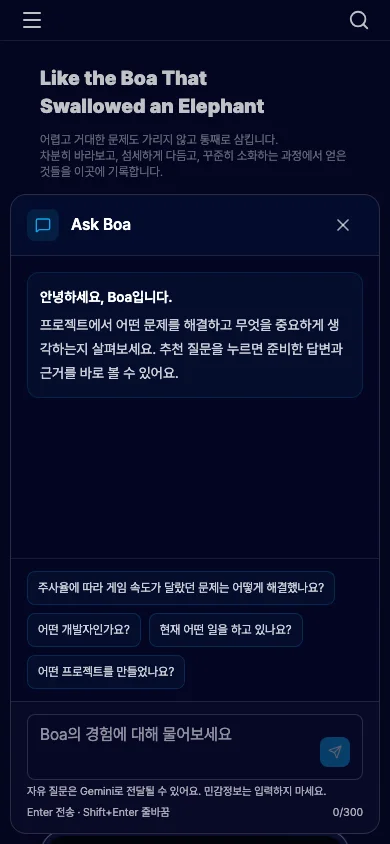 Like the Boa That
Swallowed an Elephant
어렵고 거대한 문제도 가리지 않고 통째로 삼킵니다.
차분히 바라보고, 섬세하게 다듬고, 꾸준히 소화하는 과정에서 얻은
것들을 이곳에 기록합니다.
Ask Boa
안녕하세요, Boa입니다.
프로젝트에서 어떤 문제를 해결하고 무엇을 중요하게 생
각하는지 살펴보세요. 추천 질문을 누르면 준비한 답변과
근거를 바로 볼 수 있어요.
주사율에 따라 게임 속도가 달랐던 문제는 어떻게 해결했나요?
어떤 개발자인가요?
현재 어떤 일을 하고 있나요?
어떤 프로젝트를 만들었나요?
Boa의 경험에 대해 물어보세요
자유 질문은 Gemini로 전달될 수 있어요. 민감정보는 입력하지 마세요.
Enter 전송 · Shift+Enter 줄바꿈
0/300